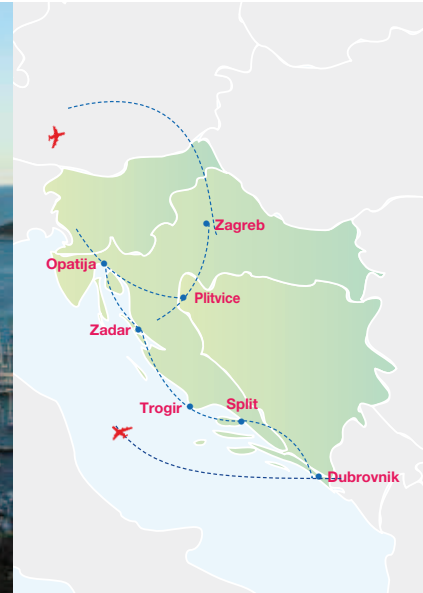 Zagreb
Opatija
Plitvice
Zadar
Trogir
Split
Dubrovnik